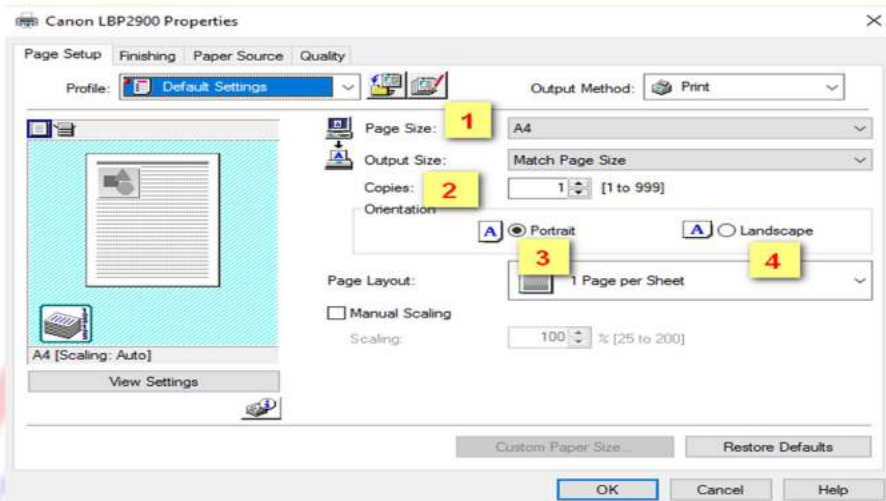 Canon LBP2900 Properties
Page Setup Finishing Paper Source Quality
Profile: Default Settings Output Method: Print
1
Page Size: A4
Output Size: Match Page Size
2
Copies: 1 [1 to 999]
Orientation
A Portrait A Landscape
3 4
Page Layout: 1 Page per Sheet
Manual Scaling
Scaling: 100 % [25 to 200]
A4 [Scaling: Auto]
View Settings
Custom Paper Size... Restore Defaults
OK Cancel Help